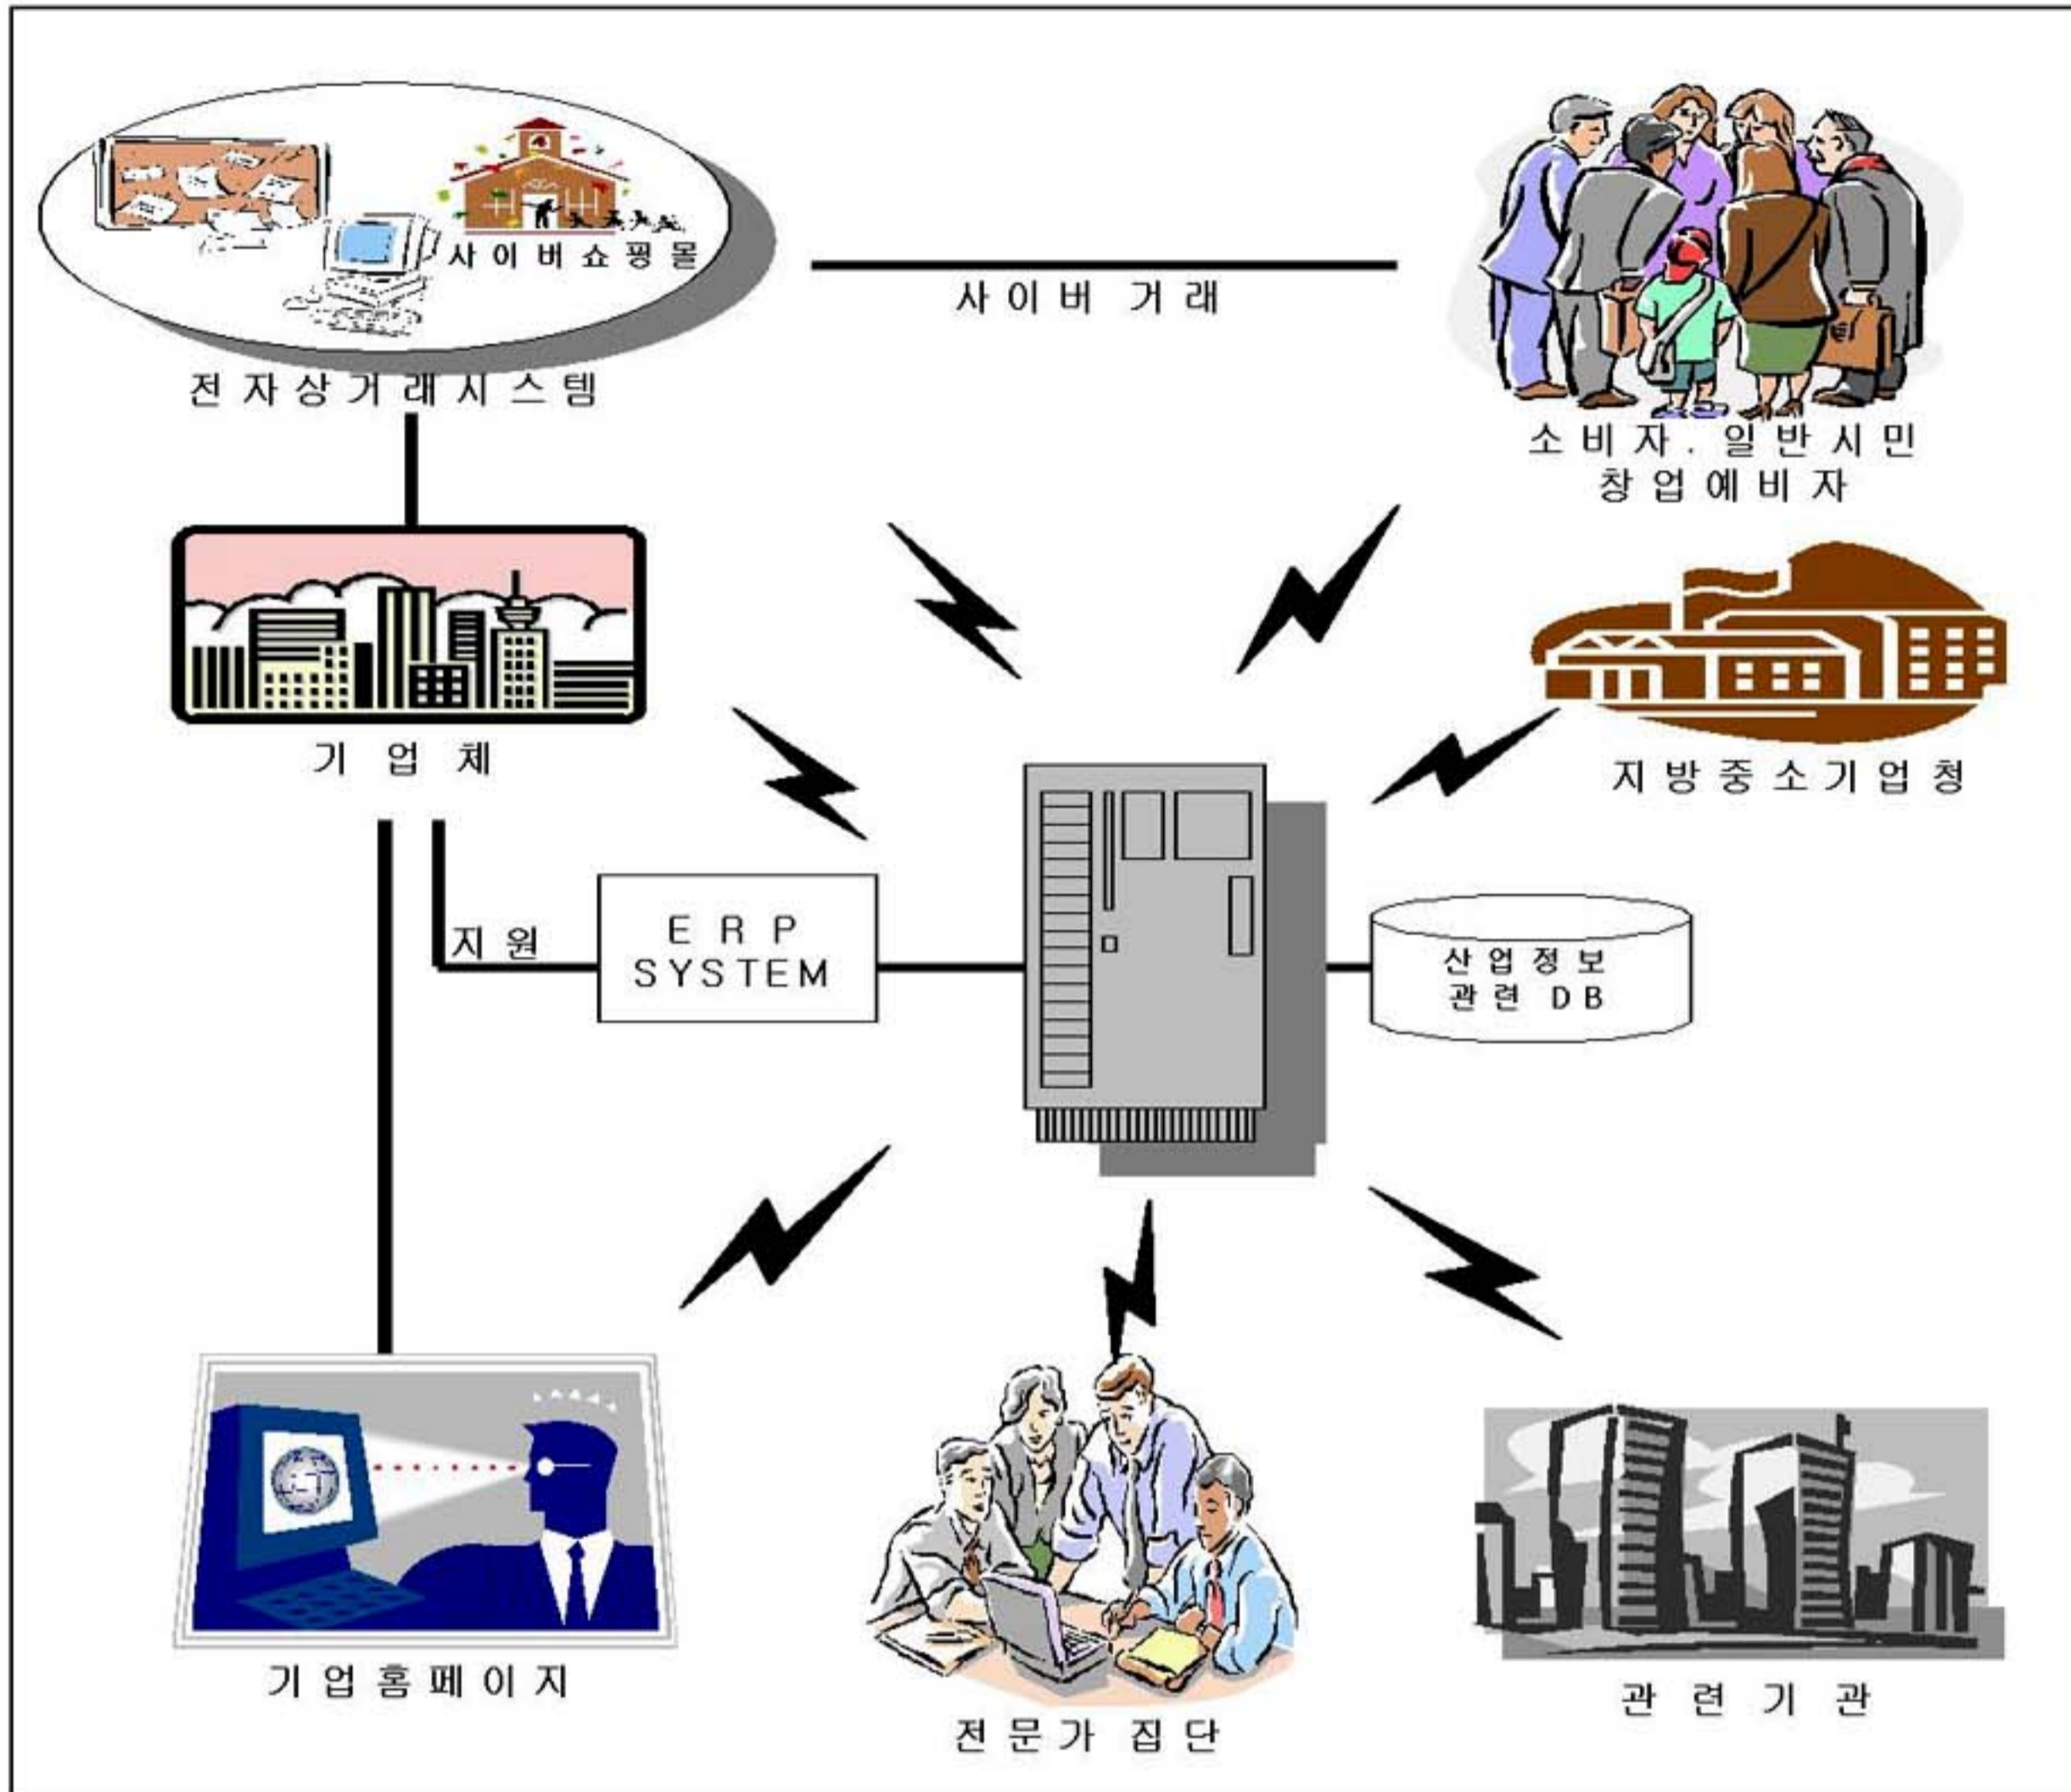 사이버쇼핑몰
사이버 거래
전자상거래시스템
소비자.일반시민
창업예비자
기업체
지방중소기업청
지원
ERP
SYSTEM
산업정보
관련 DB
기업홈페이지
전문가 집단
관련기관